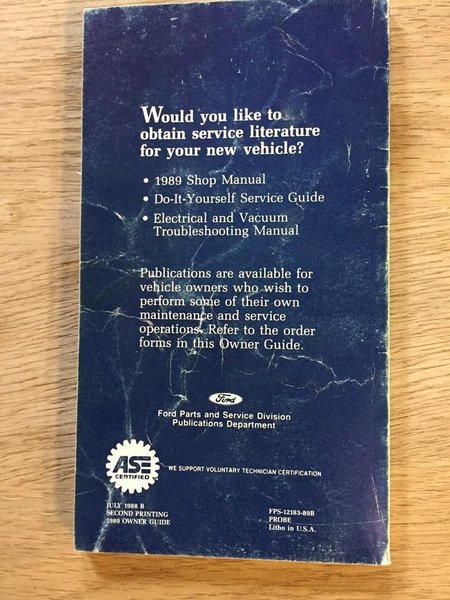 Would you like to
obtain service literature
for your new vehicle?
• 1989 Shop Manual
• Do-It-Yourself Service Guide
• Electrical and Vacuum
Troubleshooting Manual
Publications are available for
vehicle owners who wish to
perform some of their own
maintenance and service
operations. Refer to the order
forms in this Owner Guide.
Ford
Ford Parts and Service Division
Publications Department
ASE
CERTIFIED
WE SUPPORT VOLUNTARY TECHNICIAN CERTIFICATION
JULY 1988 B
SECOND PRINTING
1989 OWNER GUIDE
FPS-12183-89B
PROBE
Litho in U.S.A.